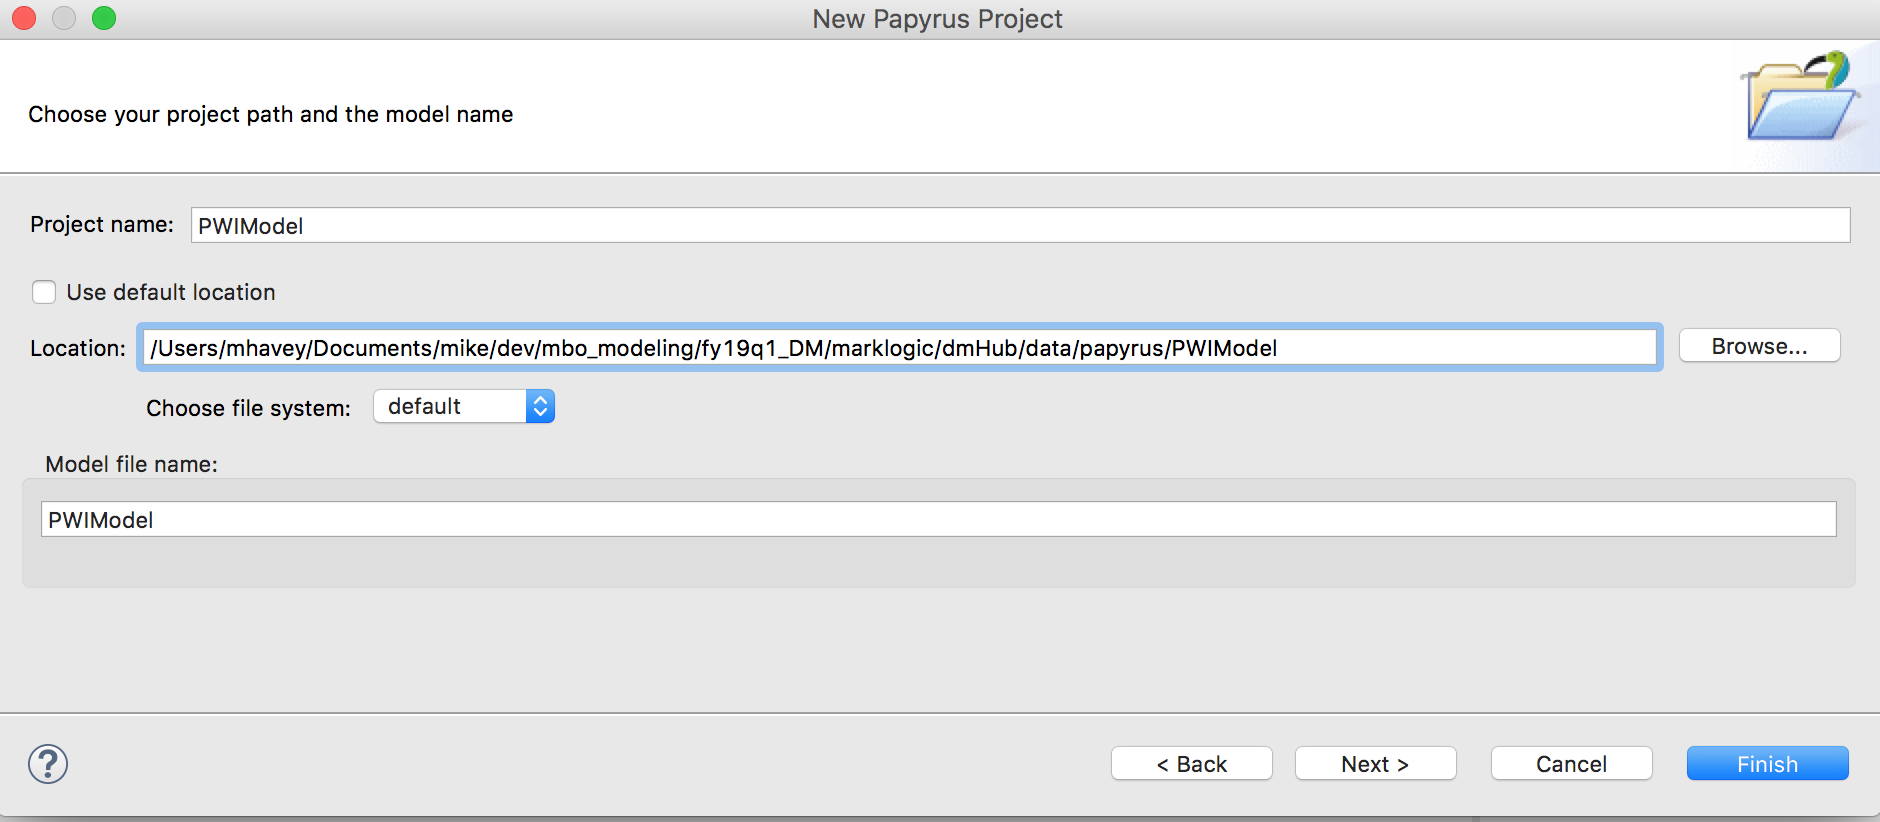 New Papyrus Project
Choose your project path and the model name
Project name: PWIModel
Use default location
Location: /Users/mhavey/Documents/mike/dev/mbo_modeling/fy19q1_DM/marklogic/dmHub/data/papyrus/PWIModel Browse...
Choose file system: default
Model file name:
PWIModel
? < Back Next > Cancel Finish